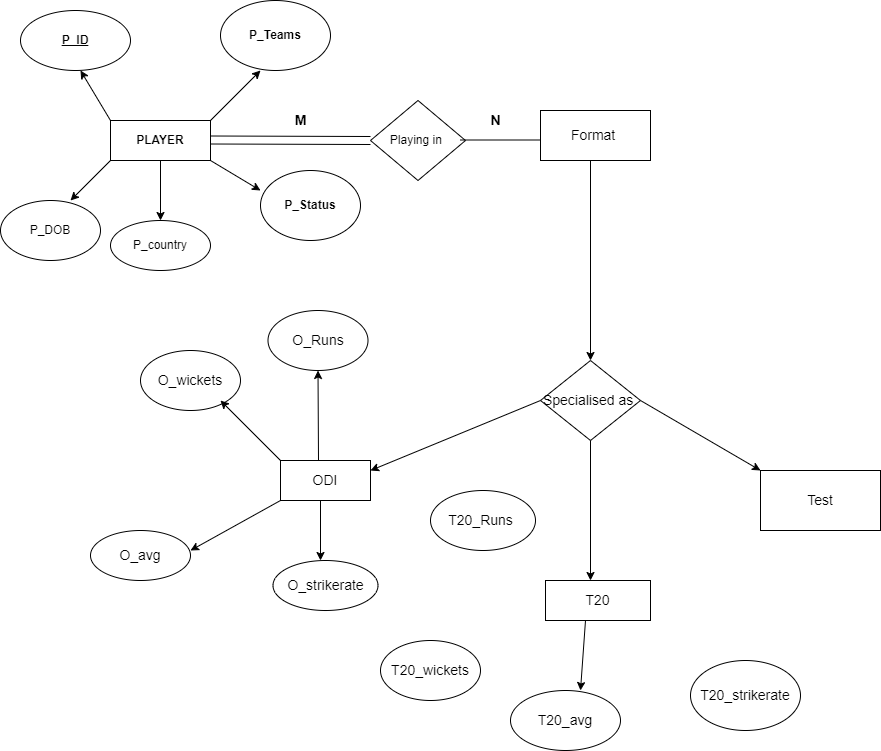 P_ID
P_Teams
M
N
PLAYER
Playing in
Format
P_Status
P_DOB
P_country
O_Runs
O_wickets
Specialised as
ODI
Test
T20_Runs
O_avg
O_strikerate
T20
T20_wickets
T20_strikerate
T20_avg